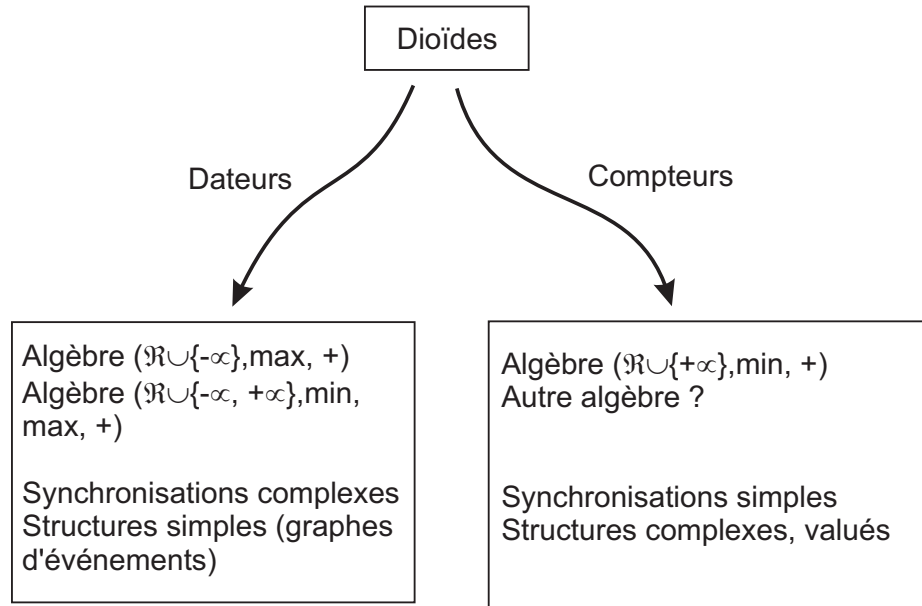 Dioïdes
Dateurs
Compteurs
Algèbre (ℜ∪{-∝},max, +)
Algèbre (ℜ∪{-∝, +∝},min,
max, +)
Synchronisations complexes
Structures simples (graphes
d'événements)
Algèbre (ℜ∪{+∝},min, +)
Autre algèbre ?
Synchronisations simples
Structures complexes, valués